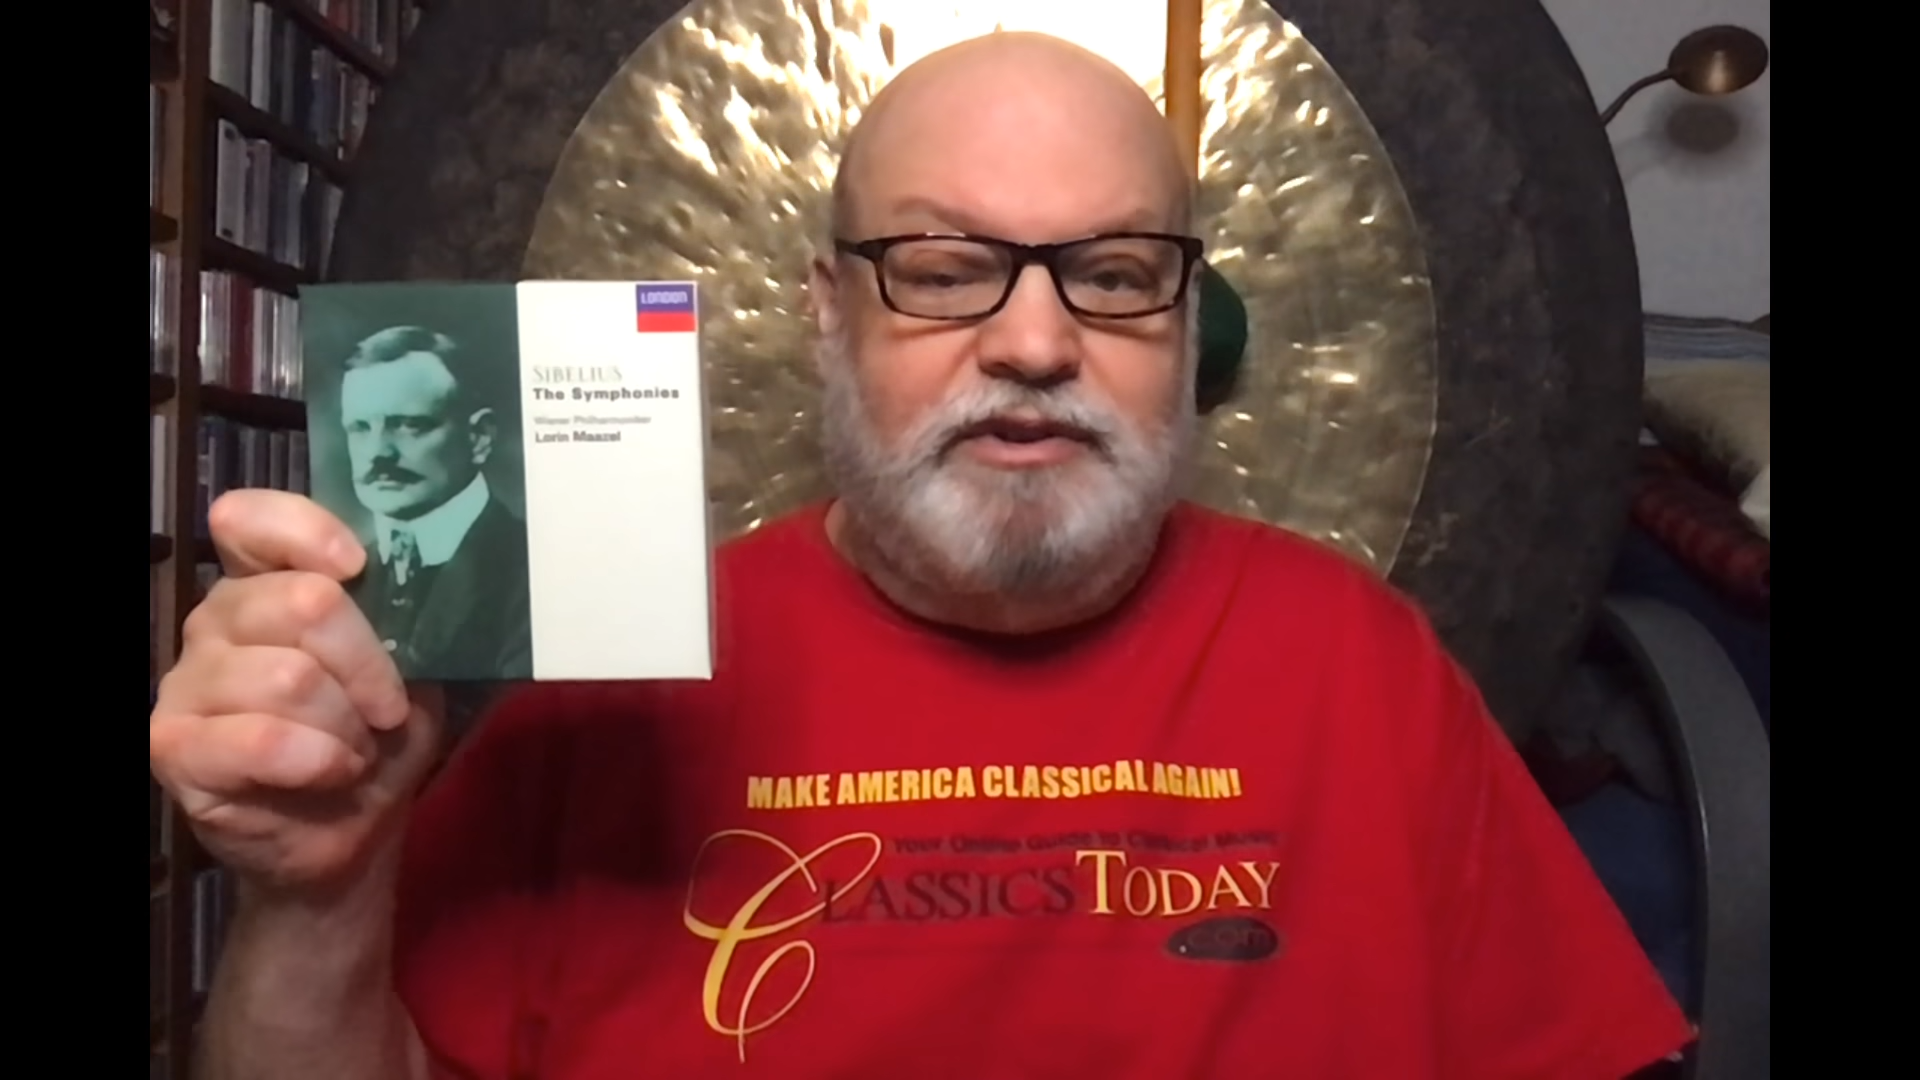 LONDON
SIBELIUS
The Symphonies
Wiener Philharmoniker
Lorin Maazel
MAKE AMERICA CLASSICAL AGAIN!
Your Online Guide to Classical Music
CLASSICSTODAY
.com